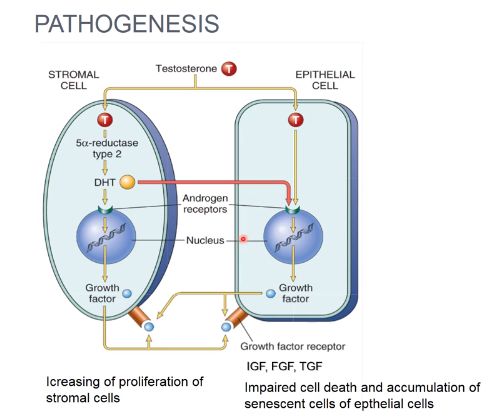 PATHOGENESIS
Testosterone T
STROMAL
CELL
EPITHELIAL
CELL
T
T
5α-reductase
type 2
DHT
Androgen
receptors
Nucleus
Growth
factor
Growth
factor
Growth factor receptor
IGF, FGF, TGF
Icreasing of proliferation of
stromal cells
Impaired cell death and accumulation of
senescent cells of epthelial cells